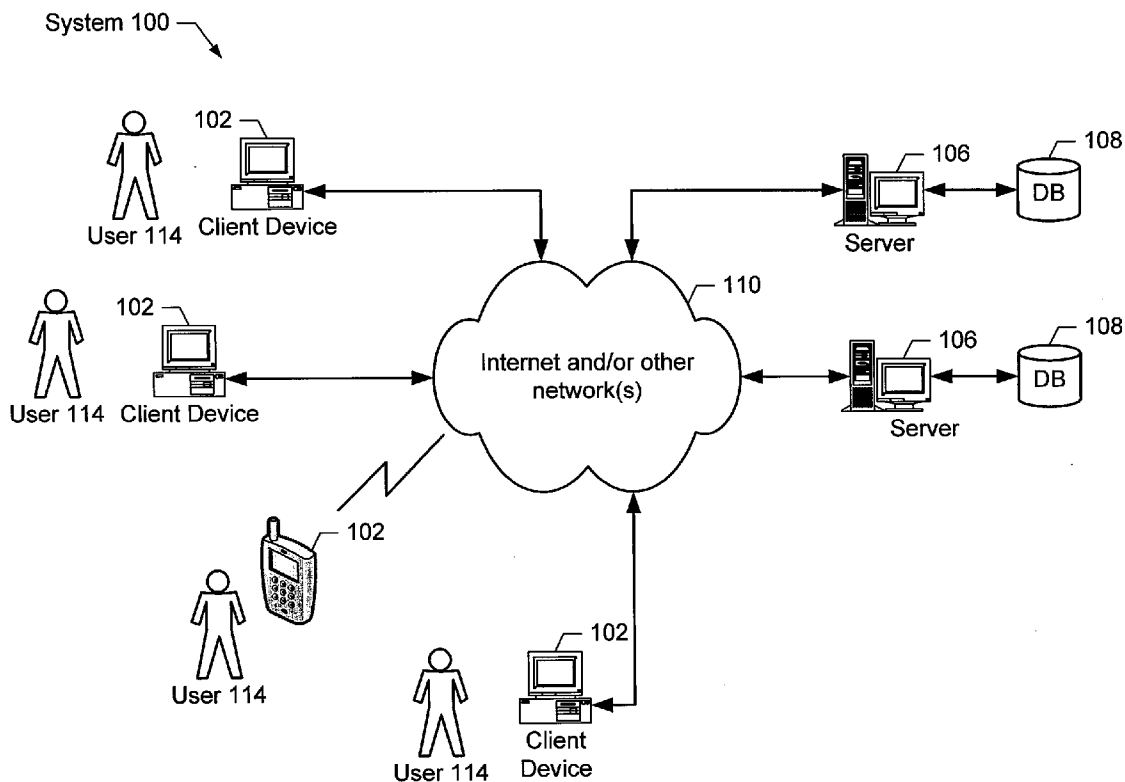 System 100
102
User 114
Client Device
106
Server
108
DB
110
Internet and/or other
network(s)
102
User 114
Client Device
106
Server
108
DB
102
User 114
102
User 114
Client
Device